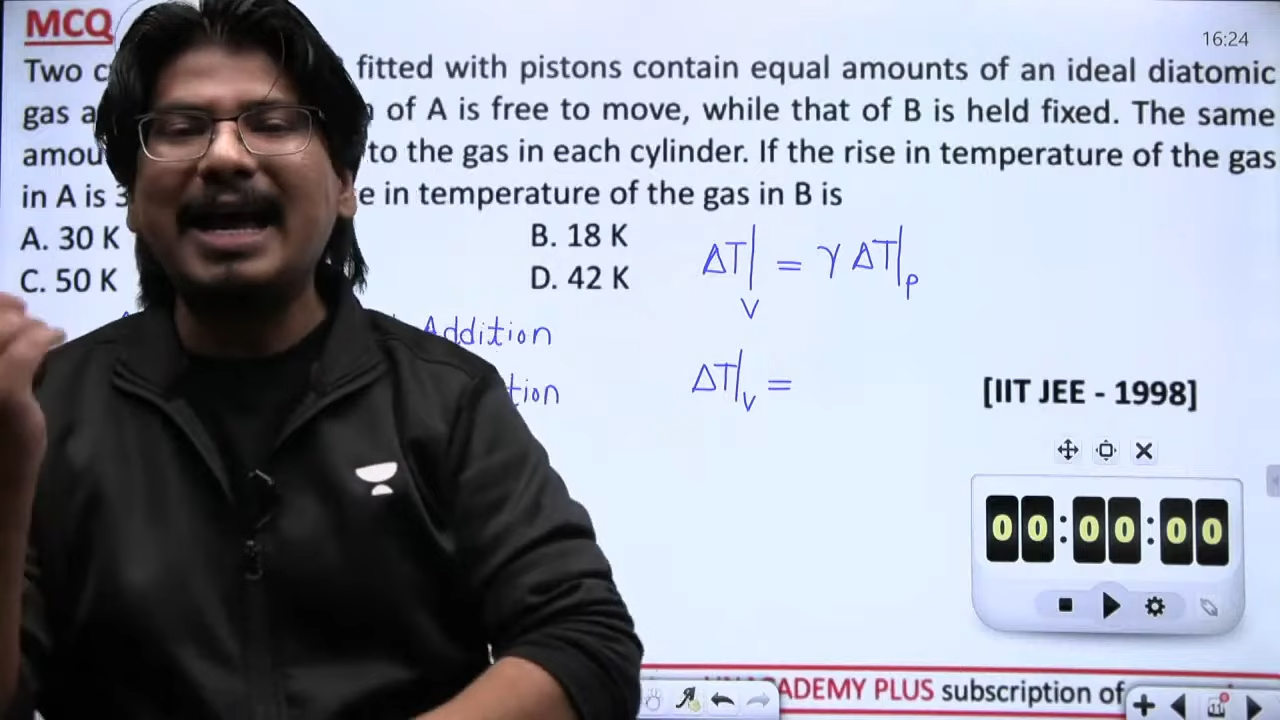 MCQ
16:24
Two fitted with pistons contain equal amounts of an ideal diatomic
gas of A is free to move, while that of B is held fixed. The same
to the gas in each cylinder. If the rise in temperature of the gas
in A is in temperature of the gas in B is
A. 30 K
B. 18 K
C. 50 K
D. 42 K
ΔT|V = γ ΔT|P
Addition
ΔT|V =
[IIT JEE - 1998]
00:00:00
PLUS subscription of